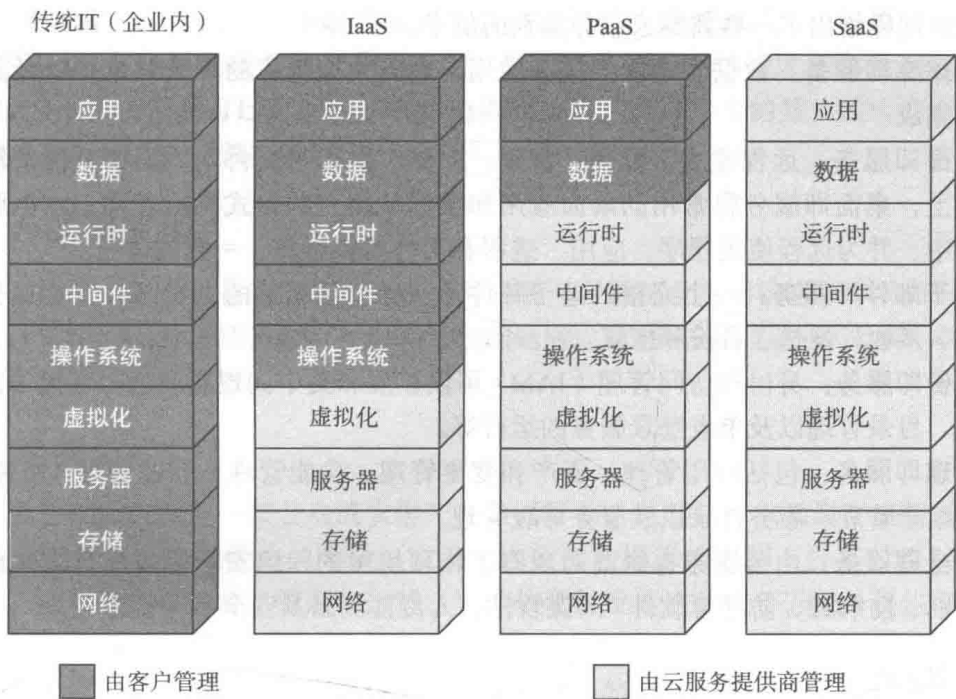 传统IT（企业内） IaaS PaaS SaaS
应用 应用 应用 应用
数据 数据 数据 数据
运行时 运行时 运行时 运行时
中间件 中间件 中间件 中间件
操作系统 操作系统 操作系统 操作系统
虚拟化 虚拟化 虚拟化 虚拟化
服务器 服务器 服务器 服务器
存储 存储 存储 存储
网络 网络 网络 网络
由客户管理 由云服务提供商管理